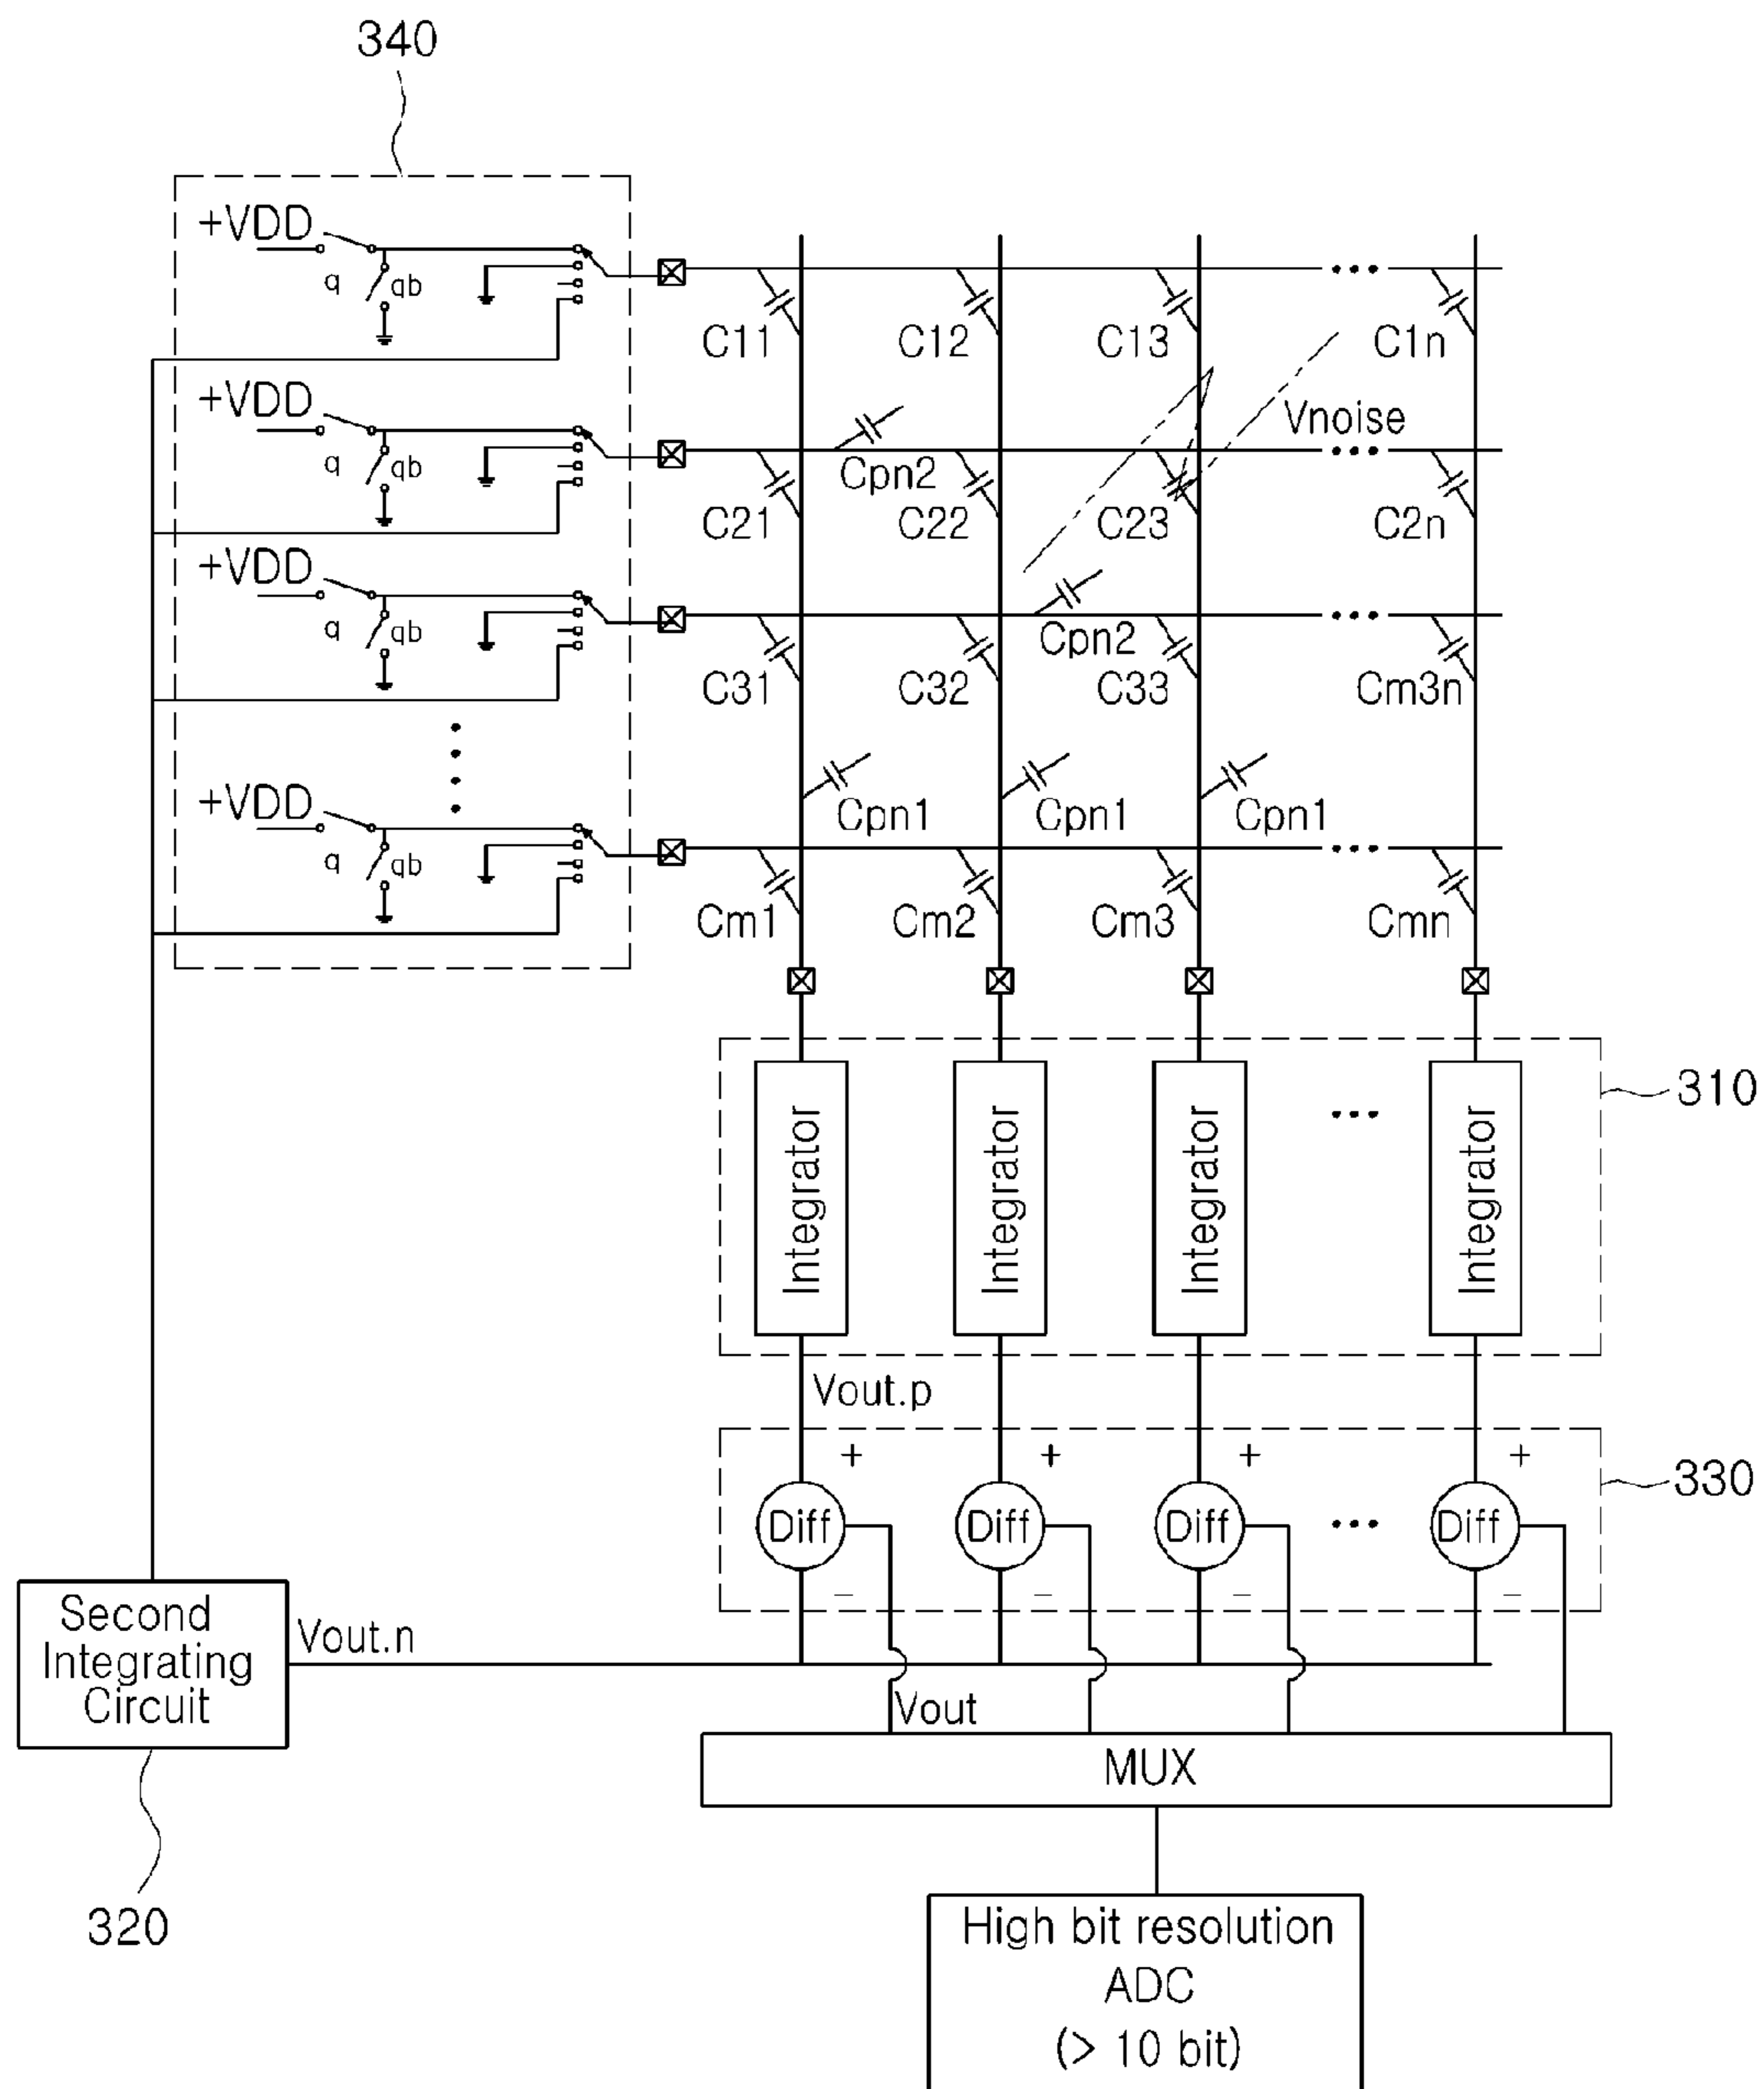 340
+VDD
q qb
C11 C12 C13 ••• C1n
+VDD
q qb
Vnoise
Cpn2
•••
C21 C22 C23 C2n
+VDD
q qb
Cpn2
•••
C31 C32 C33 Cm3n
+VDD
q qb
Cpn1 Cpn1 Cpn1
•••
Cm1 Cm2 Cm3 Cmn
310
Integrator Integrator Integrator ••• Integrator
Vout.p
+ + + +
330
Diff Diff Diff ••• Diff
− − − −
Second
Integrating
Circuit
Vout.n
Vout
MUX
320
High bit resolution
ADC
(> 10 bit)